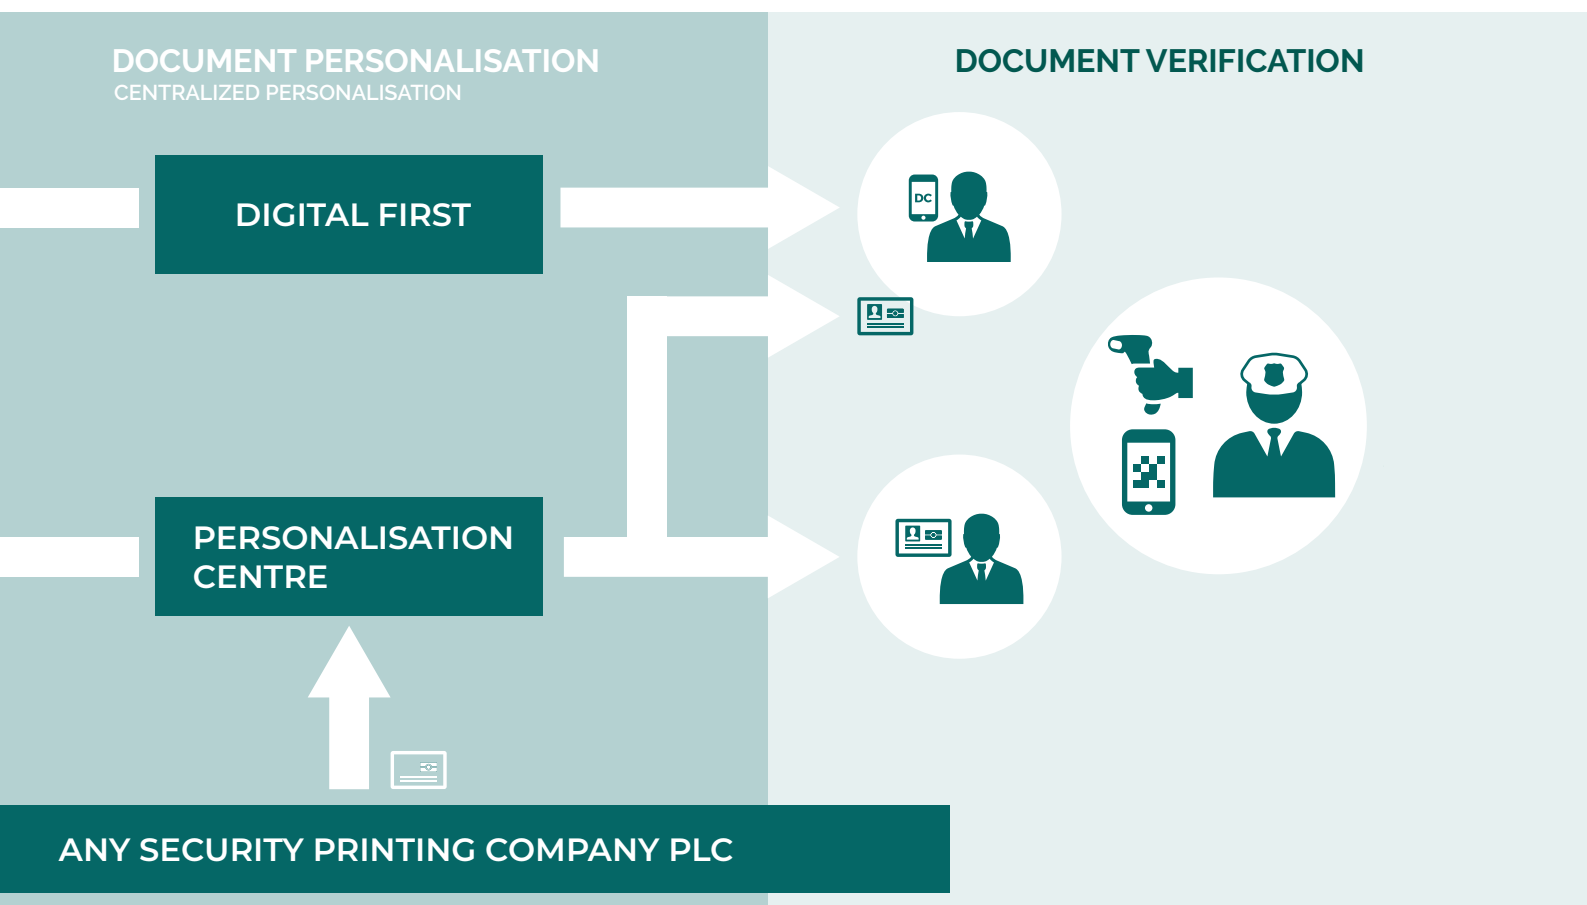 DOCUMENT PERSONALISATION
CENTRALIZED PERSONALISATION
DOCUMENT VERIFICATION
DIGITAL FIRST
DC
PERSONALISATION
CENTRE
ANY SECURITY PRINTING COMPANY PLC